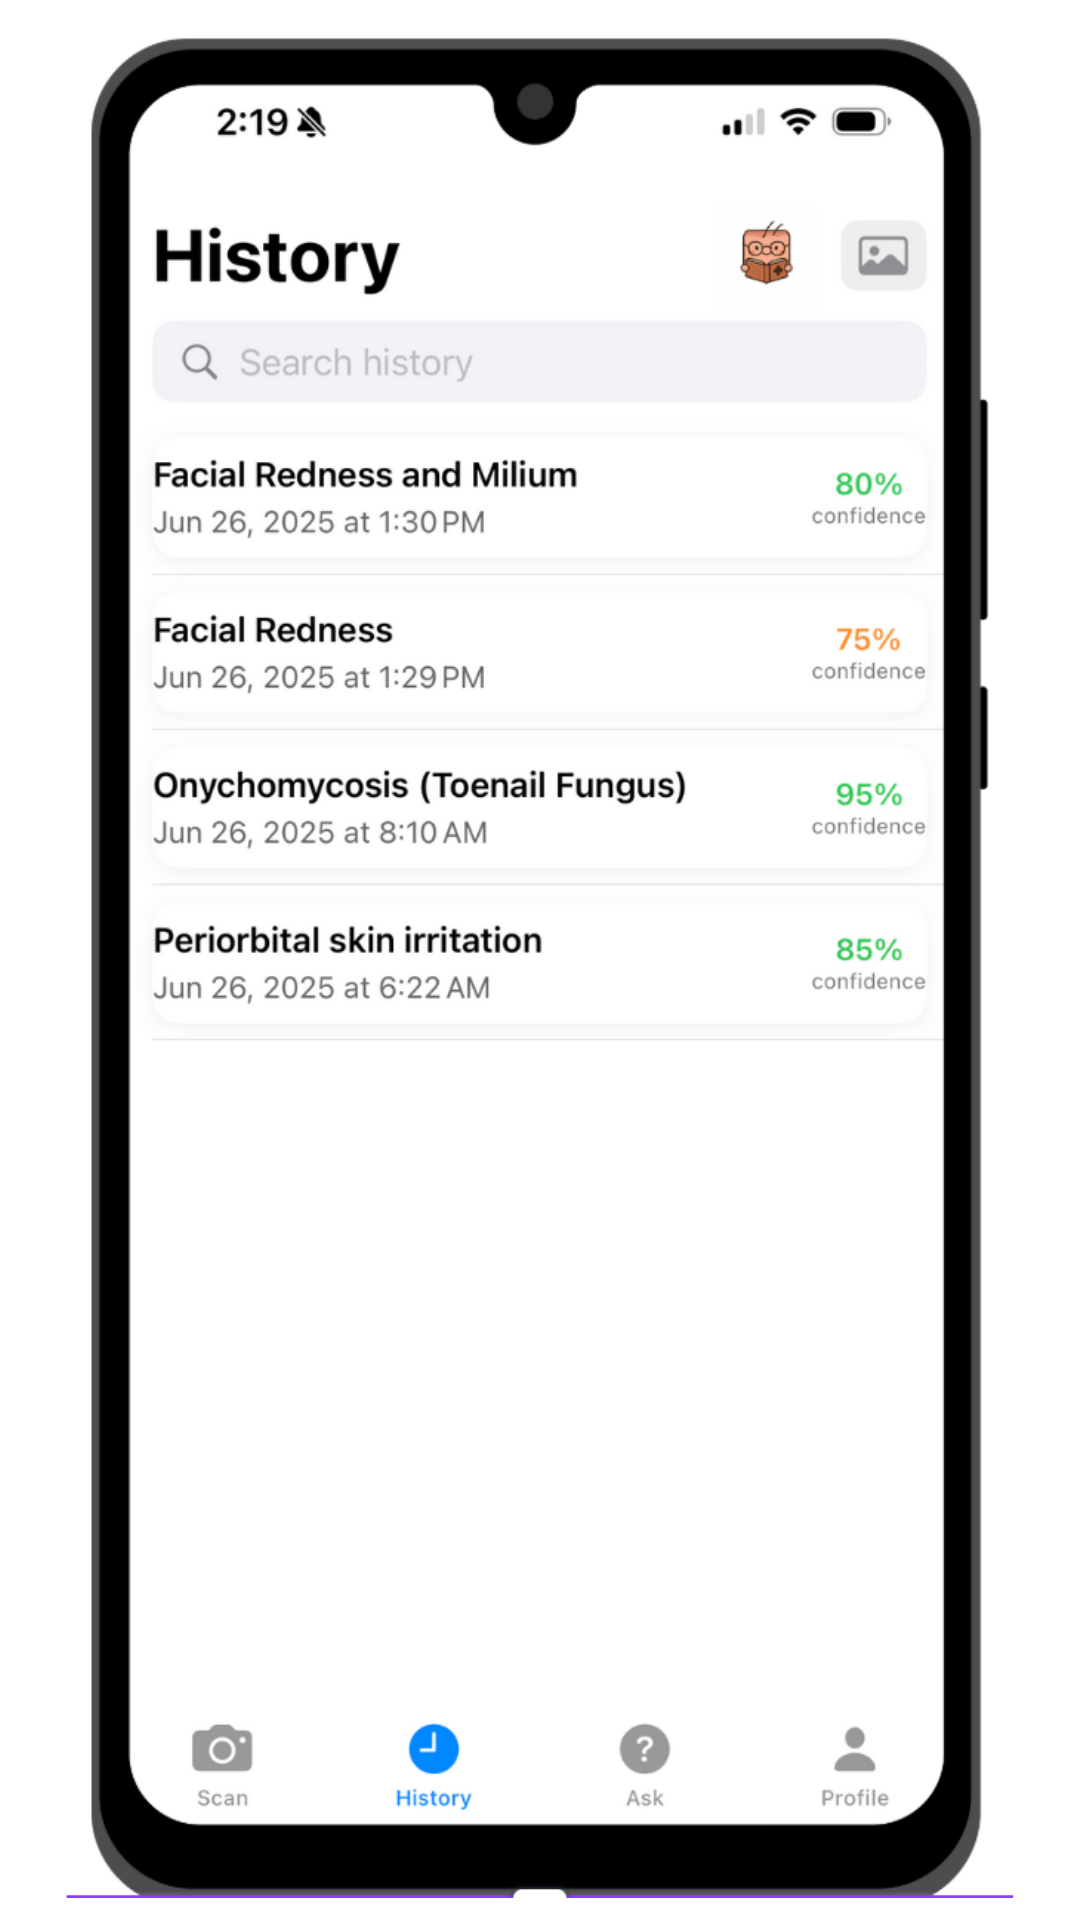 2:19
History
Search history
Facial Redness and Milium
Jun 26, 2025 at 1:30 PM
80%
confidence
Facial Redness
Jun 26, 2025 at 1:29 PM
75%
confidence
Onychomycosis (Toenail Fungus)
Jun 26, 2025 at 8:10 AM
95%
confidence
Periorbital skin irritation
Jun 26, 2025 at 6:22 AM
85%
confidence
Scan
History
Ask
Profile